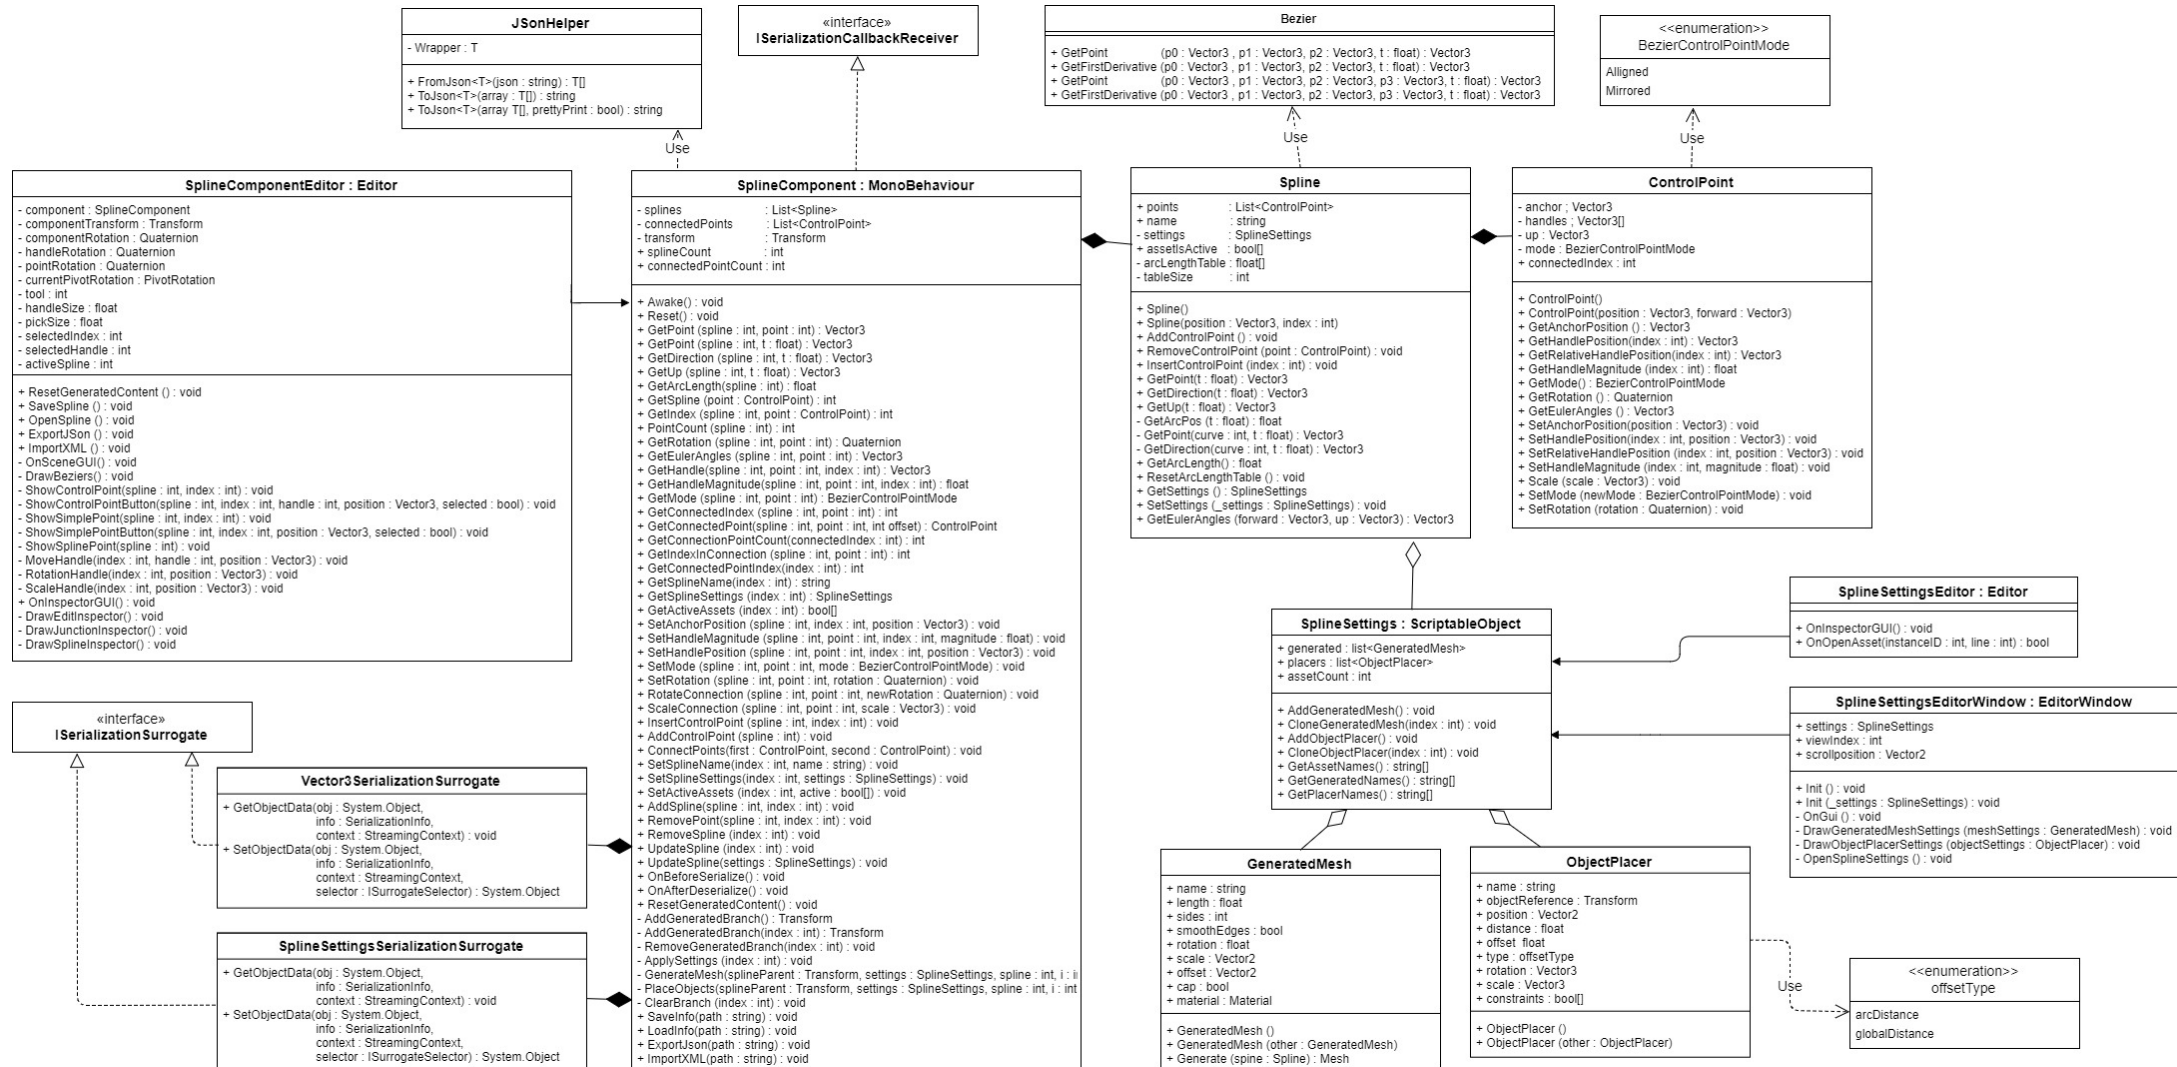 JSonHelper
- Wrapper : T
+ FromJson<T>(json : string) : T[]
+ ToJson<T>(array : T[]) : string
+ ToJson<T>(array T[], prettyPrint : bool) : string
Use
«interface»
ISerializationCallbackReceiver
Bezier
+ GetPoint (p0 : Vector3 , p1 : Vector3, p2 : Vector3, t : float) : Vector3
+ GetFirstDerivative (p0 : Vector3 , p1 : Vector3, p2 : Vector3, t : float) : Vector3
+ GetPoint (p0 : Vector3 , p1 : Vector3, p2 : Vector3, p3 : Vector3, t : float) : Vector3
+ GetFirstDerivative (p0 : Vector3 , p1 : Vector3, p2 : Vector3, p3 : Vector3, t : float) : Vector3
Use
<<enumeration>>
BezierControlPointMode
Alligned
Mirrored
Use
SplineComponentEditor : Editor
- component : SplineComponent
- componentTransform : Transform
- componentRotation : Quaternion
- handleRotation : Quaternion
- pointRotation : Quaternion
- currentPivotRotation : PivotRotation
- tool : int
- handleSize : float
- pickSize : float
- selectedIndex : int
- selectedHandle : int
- activeSpline : int
+ ResetGeneratedContent () : void
+ SaveSpline () : void
+ OpenSpline () : void
+ ExportJSon () : void
+ ImportXML () : void
- OnSceneGUI() : void
- DrawBeziers() : void
- ShowControlPoint(spline : int, index : int) : void
- ShowControlPointButton(spline : int, index : int, handle : int, position : Vector3, selected : bool) : void
- ShowSimplePoint(spline : int, index : int) : void
- ShowSimplePointButton(spline : int, index : int, position : Vector3, selected : bool) : void
- ShowSplinePoint(spline : int) : void
- MoveHandle(index : int, handle : int, position : Vector3) : void
- RotationHandle(index : int, position : Vector3) : void
- ScaleHandle(index : int, position : Vector3) : void
+ OnInspectorGUI() : void
- DrawEditInspector() : void
- DrawJunctionInspector() : void
- DrawSplineInspector() : void
SplineComponent : MonoBehaviour
- splines : List<Spline>
- connectedPoints : List<ControlPoint>
- transform : Transform
+ splineCount : int
+ connectedPointCount : int
+ Awake() : void
+ Reset() : void
+ GetPoint (spline : int, point : int) : Vector3
+ GetPoint (spline : int, t : float) : Vector3
+ GetDirection (spline : int, t : float) : Vector3
+ GetUp (spline : int, t : float) : Vector3
+ GetArcLength(spline : int) : float
+ GetSpline (point : ControlPoint) : int
+ GetIndex (spline : int, point : ControlPoint) : int
+ PointCount (spline : int) : int
+ GetRotation (spline : int, point : int) : Quaternion
+ GetEulerAngles (spline : int, point : int) : Vector3
+ GetHandle(spline : int, point : int, index : int) : Vector3
+ GetHandleMagnitude(spline : int, point : int, index : int) : float
+ GetMode (spline : int, point : int) : BezierControlPointMode
+ GetConnectedIndex (spline : int, point : int) : int
+ GetConnectedPoint(spline : int, point : int, int offset) : ControlPoint
+ GetConnectionPointCount(connectedIndex : int) : int
+ GetIndexInConnection (spline : int, point : int) : int
+ GetConnectedPointIndex(index : int) : int
+ GetSplineName(index : int) : string
+ GetSplineSettings (index : int) : SplineSettings
+ GetActiveAssets (index : int) : bool[]
+ SetAnchorPosition (spline : int, index : int, position : Vector3) : void
+ SetHandleMagnitude (spline : int, point : int, index : int, magnitude : float) : void
+ SetHandlePosition (spline : int, point : int, index : int, position : Vector3) : void
+ SetMode (spline : int, point : int, mode : BezierControlPointMode) : void
+ SetRotation (spline : int, point : int, rotation : Quaternion) : void
+ RotateConnection (spline : int, point : int, newRotation : Quaternion) : void
+ ScaleConnection (spline : int, point : int, scale : Vector3) : void
+ InsertControlPoint (spline : int, index : int) : void
+ AddControlPoint (spline : int) : void
+ ConnectPoints(first : ControlPoint, second : ControlPoint) : void
+ SetSplineName(index : int, name : string) : void
+ SetSplineSettings(index : int, settings : SplineSettings) : void
+ SetActiveAssets (index : int, active : bool[]) : void
+ AddSpline(spline : int, index : int) : void
+ RemovePoint(spline : int, index : int) : void
+ RemoveSpline (index : int) : void
+ UpdateSpline (index : int) : void
+ UpdateSpline(settings : SplineSettings) : void
+ OnBeforeSerialize() : void
+ OnAfterDeserialize() : void
+ ResetGeneratedContent() : void
- AddGeneratedBranch() : Transform
- AddGeneratedBranch(index : int) : Transform
- RemoveGeneratedBranch(index : int) : void
- ApplySettings (index : int) : void
- GenerateMesh(splineParent : Transform, settings : SplineSettings, spline : int, i :
- PlaceObjects(splineParent : Transform, settings : SplineSettings, spline : int, i : int
- ClearBranch (index : int) : void
+ SaveInfo(path : string) : void
+ LoadInfo(path : string) : void
+ ExportJson(path : string) : void
+ ImportXML(path : string) : void
Spline
+ points : List<ControlPoint>
+ name : string
- settings : SplineSettings
+ assetIsActive : bool[]
- arcLengthTable : float[]
- tableSize : int
+ Spline()
+ Spline(position : Vector3, index : int)
+ AddControlPoint () : void
+ RemoveControlPoint (point : ControlPoint) : void
+ InsertControlPoint (index : int) : void
+ GetPoint(t : float) : Vector3
+ GetDirection(t : float) : Vector3
+ GetUp(t : float) : Vector3
- GetArcPos (t : float) : float
- GetPoint(curve : int, t : float) : Vector3
- GetDirection(curve : int, t : float) : Vector3
+ GetArcLength() : float
+ ResetArcLengthTable () : void
+ GetSettings () : SplineSettings
+ SetSettings (_settings : SplineSettings) : void
+ GetEulerAngles (forward : Vector3, up : Vector3) : Vector3
ControlPoint
- anchor ; Vector3
- handles ; Vector3[]
- up : Vector3
- mode : BezierControlPointMode
+ connectedIndex : int
+ ControlPoint()
+ ControlPoint(position : Vector3, forward : Vector3)
+ GetAnchorPosition () : Vector3
+ GetHandlePosition(index : int) : Vector3
+ GetRelativeHandlePosition(index : int) : Vector3
+ GetHandleMagnitude (index : int) : float
+ GetMode() : BezierControlPointMode
+ GetRotation () : Quaternion
+ GetEulerAngles () : Vector3
+ SetAnchorPosition(position : Vector3) : void
+ SetHandlePosition(index : int, position : Vector3) : void
+ SetRelativeHandlePosition (index : int, position : Vector3) : void
+ SetHandleMagnitude (index : int, magnitude : float) : void
+ Scale (scale : Vector3) : void
+ SetMode (newMode : BezierControlPointMode) : void
+ SetRotation (rotation : Quaternion) : void
SplineSettings : ScriptableObject
+ generated : list<GeneratedMesh>
+ placers : list<ObjectPlacer>
+ assetCount : int
+ AddGeneratedMesh() : void
+ CloneGeneratedMesh(index : int) : void
+ AddObjectPlacer() : void
+ CloneObjectPlacer(index : int) : void
+ GetAssetNames() : string[]
+ GetGeneratedNames() : string[]
+ GetPlacerNames() : string[]
SplineSettingsEditor : Editor
+ OnInspectorGUI() : void
+ OnOpenAsset(instanceID : int, line : int) : bool
SplineSettingsEditorWindow : EditorWindow
+ settings : SplineSettings
+ viewIndex : int
+ scrollposition : Vector2
+ Init () : void
+ Init (_settings : SplineSettings) : void
- OnGui () : void
- DrawGeneratedMeshSettings (meshSettings : GeneratedMesh) : void
- DrawObjectPlacerSettings (objectSettings : ObjectPlacer) : void
- OpenSplineSettings () : void
«interface»
ISerializationSurrogate
Vector3SerializationSurrogate
+ GetObjectData(obj : System.Object,
info : SerializationInfo,
context : StreamingContext) : void
+ SetObjectData(obj : System.Object,
info : SerializationInfo,
context : StreamingContext,
selector : ISurrogateSelector) : System.Object
SplineSettingsSerializationSurrogate
+ GetObjectData(obj : System.Object,
info : SerializationInfo,
context : StreamingContext) : void
+ SetObjectData(obj : System.Object,
info : SerializationInfo,
context : StreamingContext,
selector : ISurrogateSelector) : System.Object
GeneratedMesh
+ name : string
+ length : float
+ sides : int
+ smoothEdges : bool
+ rotation : float
+ scale : Vector2
+ offset : Vector2
+ cap : bool
+ material : Material
+ GeneratedMesh ()
+ GeneratedMesh (other : GeneratedMesh)
+ Generate (spine : Spline) : Mesh
ObjectPlacer
+ name : string
+ objectReference : Transform
+ position : Vector2
+ distance : float
+ offset float
+ type : offsetType
+ rotation : Vector3
+ scale : Vector3
+ constraints : bool[]
+ ObjectPlacer ()
+ ObjectPlacer (other : ObjectPlacer)
Use
<<enumeration>>
offsetType
arcDistance
globalDistance